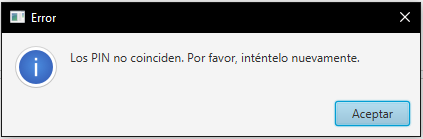 Error
Los PIN no coinciden. Por favor, inténtelo nuevamente.
Aceptar